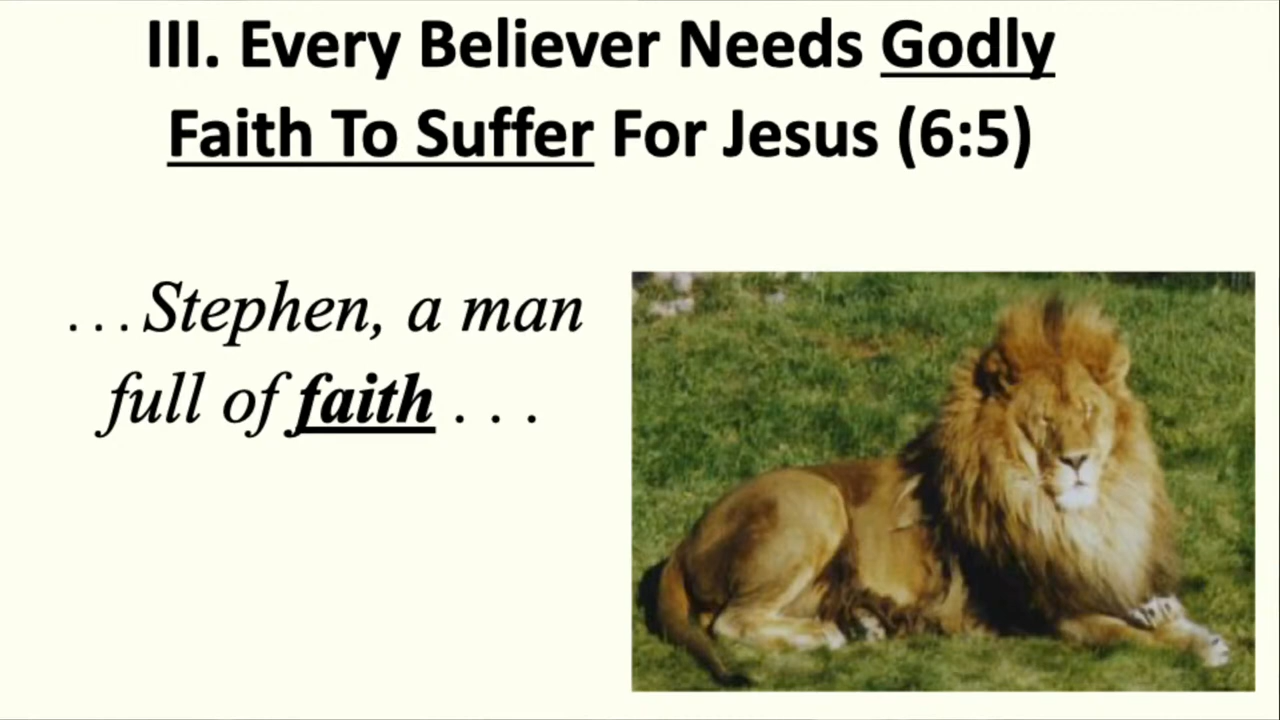 III. Every Believer Needs Godly
Faith To Suffer For Jesus (6:5)
...Stephen, a man
full of faith . . .